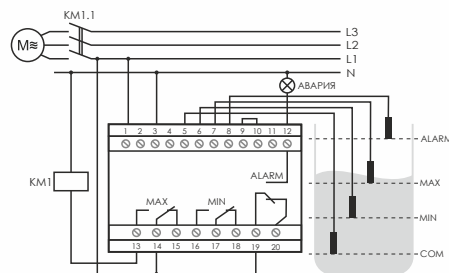 KM1.1
M≋
L3
L2
L1
N
АВАРИЯ
1 2 3 4 5 6 7 8 9 10 11 12
ALARM
ALARM
KM1
MAX
MIN
MAX
MIN
13 14 15 16 17 18 19 20
COM